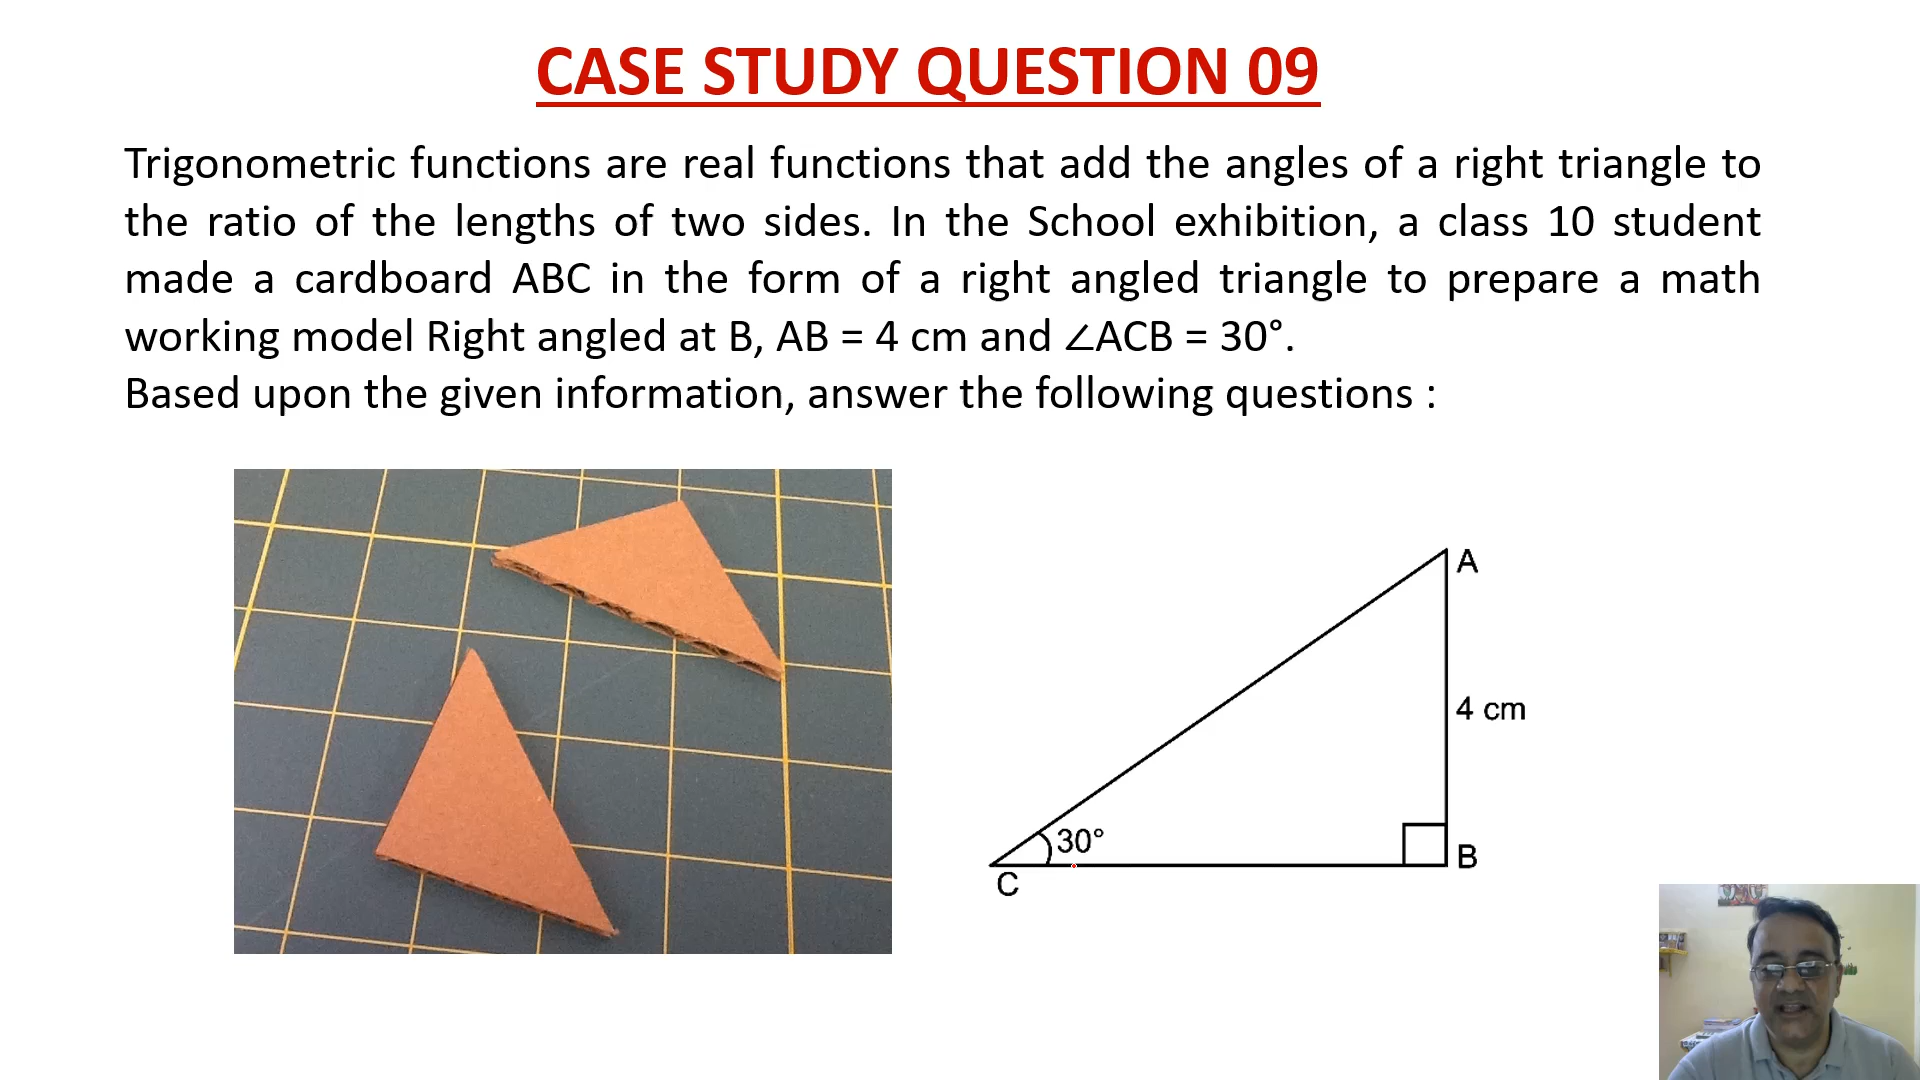 CASE STUDY QUESTION 09
Trigonometric functions are real functions that add the angles of a right triangle to
the ratio of the lengths of two sides. In the School exhibition, a class 10 student
made a cardboard ABC in the form of a right angled triangle to prepare a math
working model Right angled at B, AB = 4 cm and ∠ACB = 30°.
Based upon the given information, answer the following questions :
A
4 cm
30°
B
C